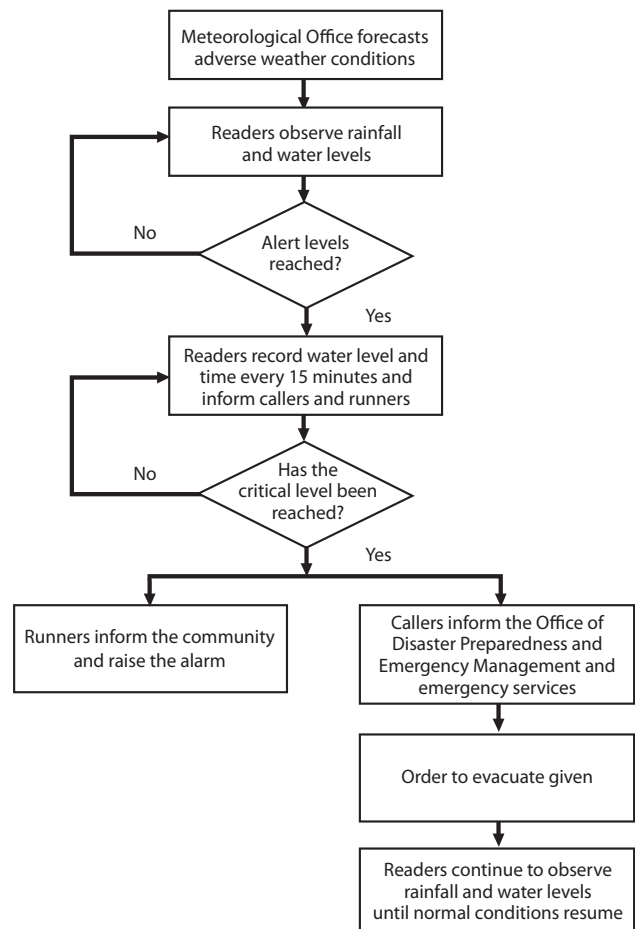 Meteorological Office forecasts
adverse weather conditions
Readers observe rainfall
and water levels
No
Alert levels
reached?
Yes
Readers record water level and
time every 15 minutes and
inform callers and runners
No
Has the
critical level been
reached?
Yes
Runners inform the community
and raise the alarm
Callers inform the Office of
Disaster Preparedness and
Emergency Management and
emergency services
Order to evacuate given
Readers continue to observe
rainfall and water levels
until normal conditions resume